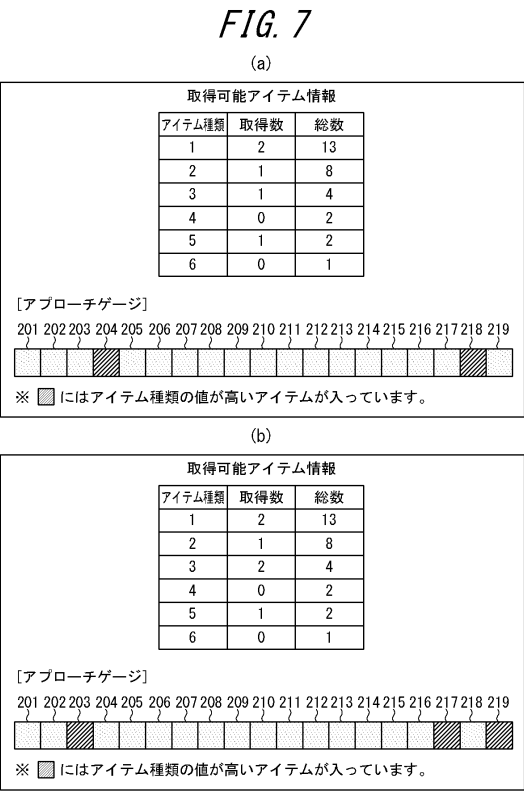 FIG. 7
(a)
取得可能アイテム情報
アイテム種類 取得数 総数
1 2 13
2 1 8
3 1 4
4 0 2
5 1 2
6 0 1
[アプローチゲージ]
201 202 203 204 205 206 207 208 209 210 211 212 213 214 215 216 217 218 219
※ にはアイテム種類の値が高いアイテムが入っています。
(b)
取得可能アイテム情報
アイテム種類 取得数 総数
1 2 13
2 1 8
3 2 4
4 0 2
5 1 2
6 0 1
[アプローチゲージ]
201 202 203 204 205 206 207 208 209 210 211 212 213 214 215 216 217 218 219
※ にはアイテム種類の値が高いアイテムが入っています。